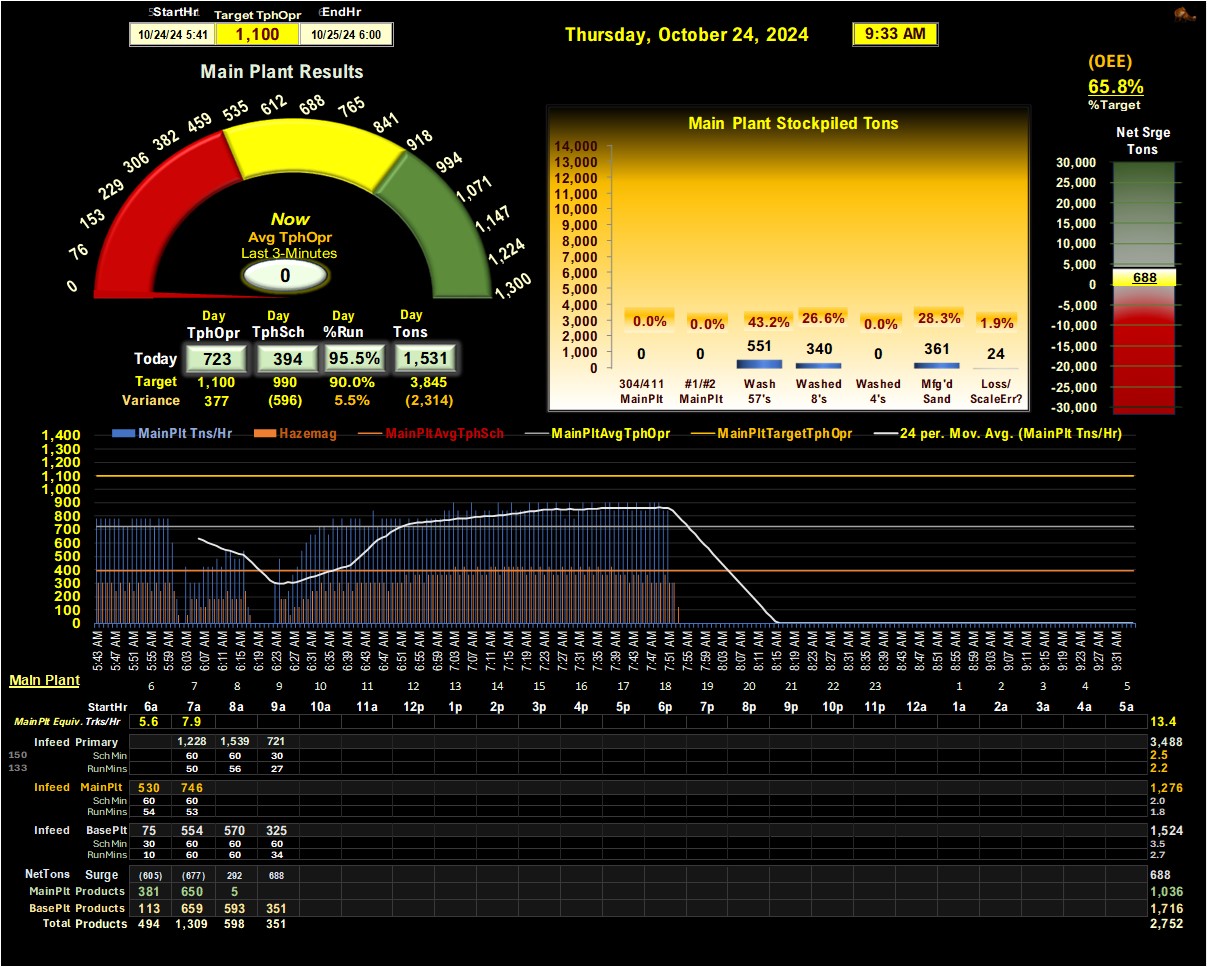 StartHr Target TphOpr EndHr
10/24/24 5:41 1,100 10/25/24 6:00
Thursday, October 24, 2024 9:33 AM
(OEE)
65.8%
%Target
Main Plant Results
0 76 153 229 306 382 459 535 612 688 765 841 918 994 1,071 1,147 1,224 1,300
Now
Avg TphOpr
Last 3-Minutes
0
Day Day Day Day
TphOpr TphSch %Run Tons
Today 723 394 95.5% 1,531
Target 1,100 990 90.0% 3,845
Variance 377 (596) 5.5% (2,314)
Main Plant Stockpiled Tons
14,000
13,000
12,000
11,000
10,000
9,000
8,000
7,000
6,000
5,000
4,000
3,000
2,000
1,000
0
0.0% 0.0% 43.2% 26.6% 0.0% 28.3% 1.9%
0 0 551 340 0 361 24
304/411 #1/#2 Wash Washed Washed Mfg'd Loss/
MainPlt MainPlt 57's 8's 4's Sand ScaleErr?
Net Srge
Tons
30,000
25,000
20,000
15,000
10,000
5,000
0
-5,000
-10,000
-15,000
-20,000
-25,000
-30,000
688
MainPlt Tns/Hr Hazemag MainPltAvgTphSch MainPltAvgTphOpr MainPltTargetTphOpr 24 per. Mov. Avg. (MainPlt Tns/Hr)
1,400
1,300
1,200
1,100
1,000
900
800
700
600
500
400
300
200
100
0
5:43 AM 5:47 AM 5:51 AM 5:55 AM 5:59 AM 6:03 AM 6:07 AM 6:11 AM 6:15 AM 6:19 AM 6:23 AM 6:27 AM 6:31 AM 6:35 AM 6:39 AM 6:43 AM 6:47 AM 6:51 AM 6:55 AM 6:59 AM 7:03 AM 7:07 AM 7:11 AM 7:15 AM 7:19 AM 7:23 AM 7:27 AM 7:31 AM 7:35 AM 7:39 AM 7:43 AM 7:47 AM 7:51 AM 7:55 AM 7:59 AM 8:03 AM 8:07 AM 8:11 AM 8:15 AM 8:19 AM 8:23 AM 8:27 AM 8:31 AM 8:35 AM 8:39 AM 8:43 AM 8:47 AM 8:51 AM 8:55 AM 8:59 AM 9:03 AM 9:07 AM 9:11 AM 9:15 AM 9:19 AM 9:23 AM 9:27 AM 9:31 AM
Main Plant
6 7 8 9 10 11 12 13 14 15 16 17 18 19 20 21 22 23 1 2 3 4 5
StartHr 6a 7a 8a 9a 10a 11a 12p 1p 2p 3p 4p 5p 6p 7p 8p 9p 10p 11p 12a 1a 2a 3a 4a 5a
MainPlt Equiv. Trks/Hr 5.6 7.9 13.4
Infeed Primary 1,228 1,539 721 3,488
150 SchMin 60 60 30 2.5
133 RunMins 50 56 27 2.2
Infeed MainPlt 530 746 1,276
SchMin 60 60 2.0
RunMins 54 53 1.8
Infeed BasePlt 75 554 570 325 1,524
SchMin 30 60 60 60 3.5
RunMins 10 60 60 34 2.7
NetTons Surge (605) (677) 292 688 688
MainPlt Products 381 650 5 1,036
BasePlt Products 113 659 593 351 1,716
Total Products 494 1,309 598 351 2,752